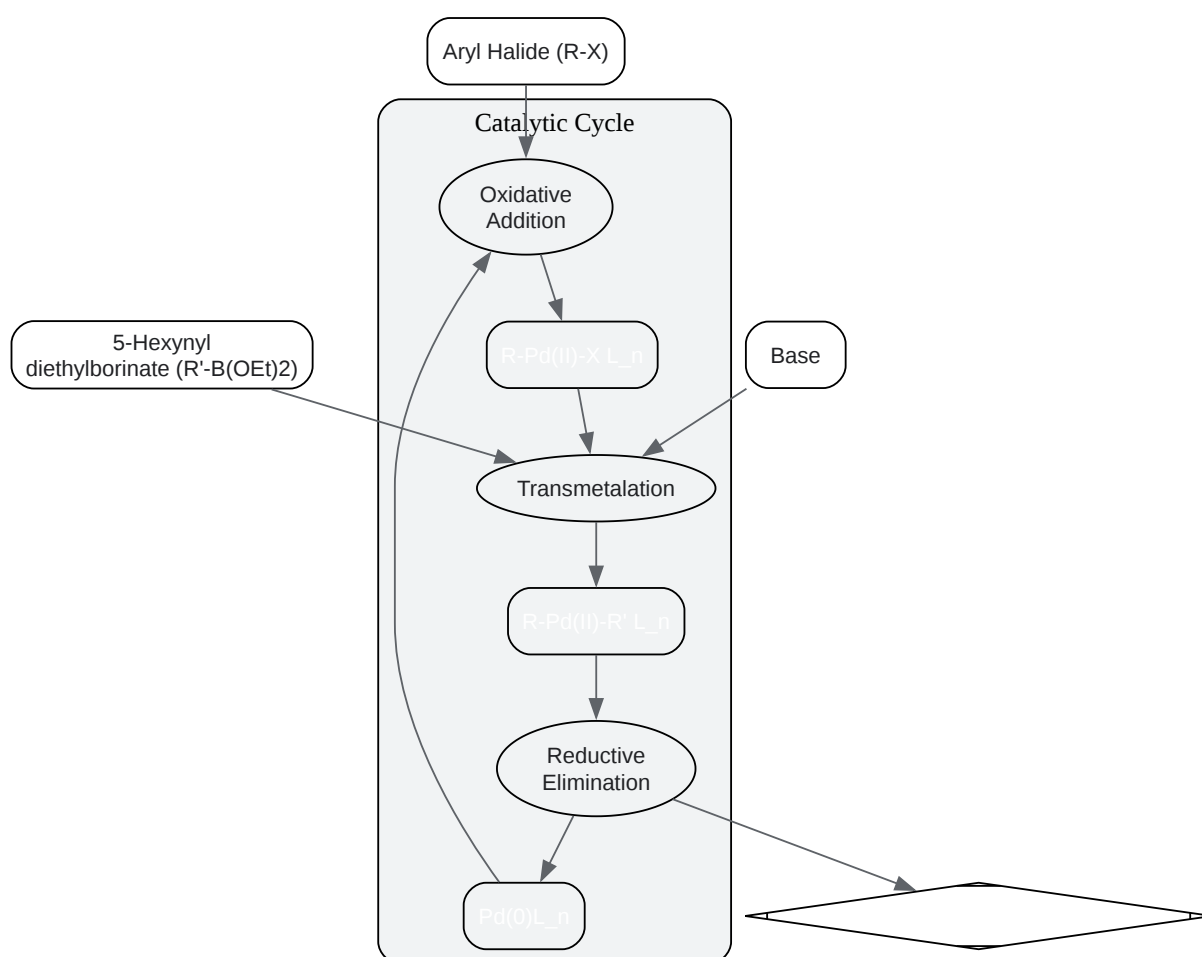 Aryl Halide (R-X)
Catalytic Cycle
Oxidative
Addition
5-Hexynyl
diethylborinate (R'-B(OEt)2)
R-Pd(II)-X L_n
Base
Transmetalation
R-Pd(II)-R' L_n
Reductive
Elimination
Pd(0)L_n